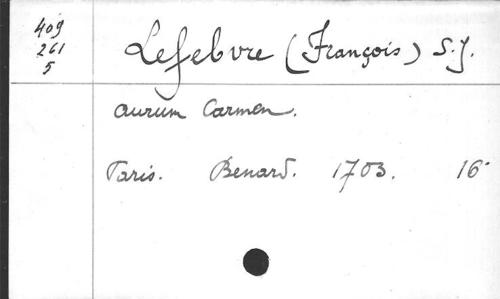 409
261
5
Lefebvre (François) S.J.
Aurum Carmen.
Paris. Benard. 1703. 16°